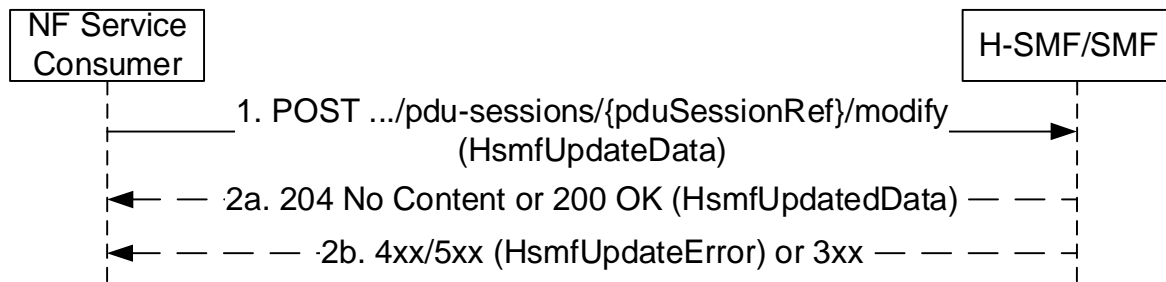 NF Service
Consumer
H-SMF/SMF
1. POST .../pdu-sessions/{pduSessionRef}/modify
(HsmfUpdateData)
2a. 204 No Content or 200 OK (HsmfUpdatedData)
2b. 4xx/5xx (HsmfUpdateError) or 3xx